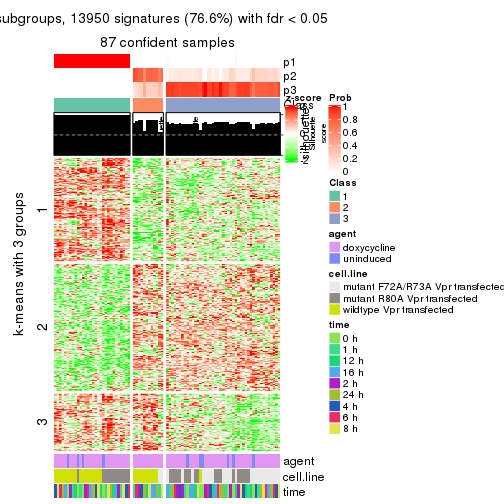 subgroups, 13950 signatures (76.6%) with fdr < 0.05
87 confident samples
p1
p2
p3
Class
z-score
silhouette
score
Prob
1
0.8
0.6
0.4
0.2
0
Class
1
2
3
agent
doxycycline
uninduced
cell.line
mutant F72A/R73A Vpr transfected
mutant R80A Vpr transfected
wildtype Vpr transfected
time
0 h
1 h
12 h
16 h
2 h
24 h
4 h
6 h
8 h
k-means with 3 groups
1
2
3
agent
cell.line
time